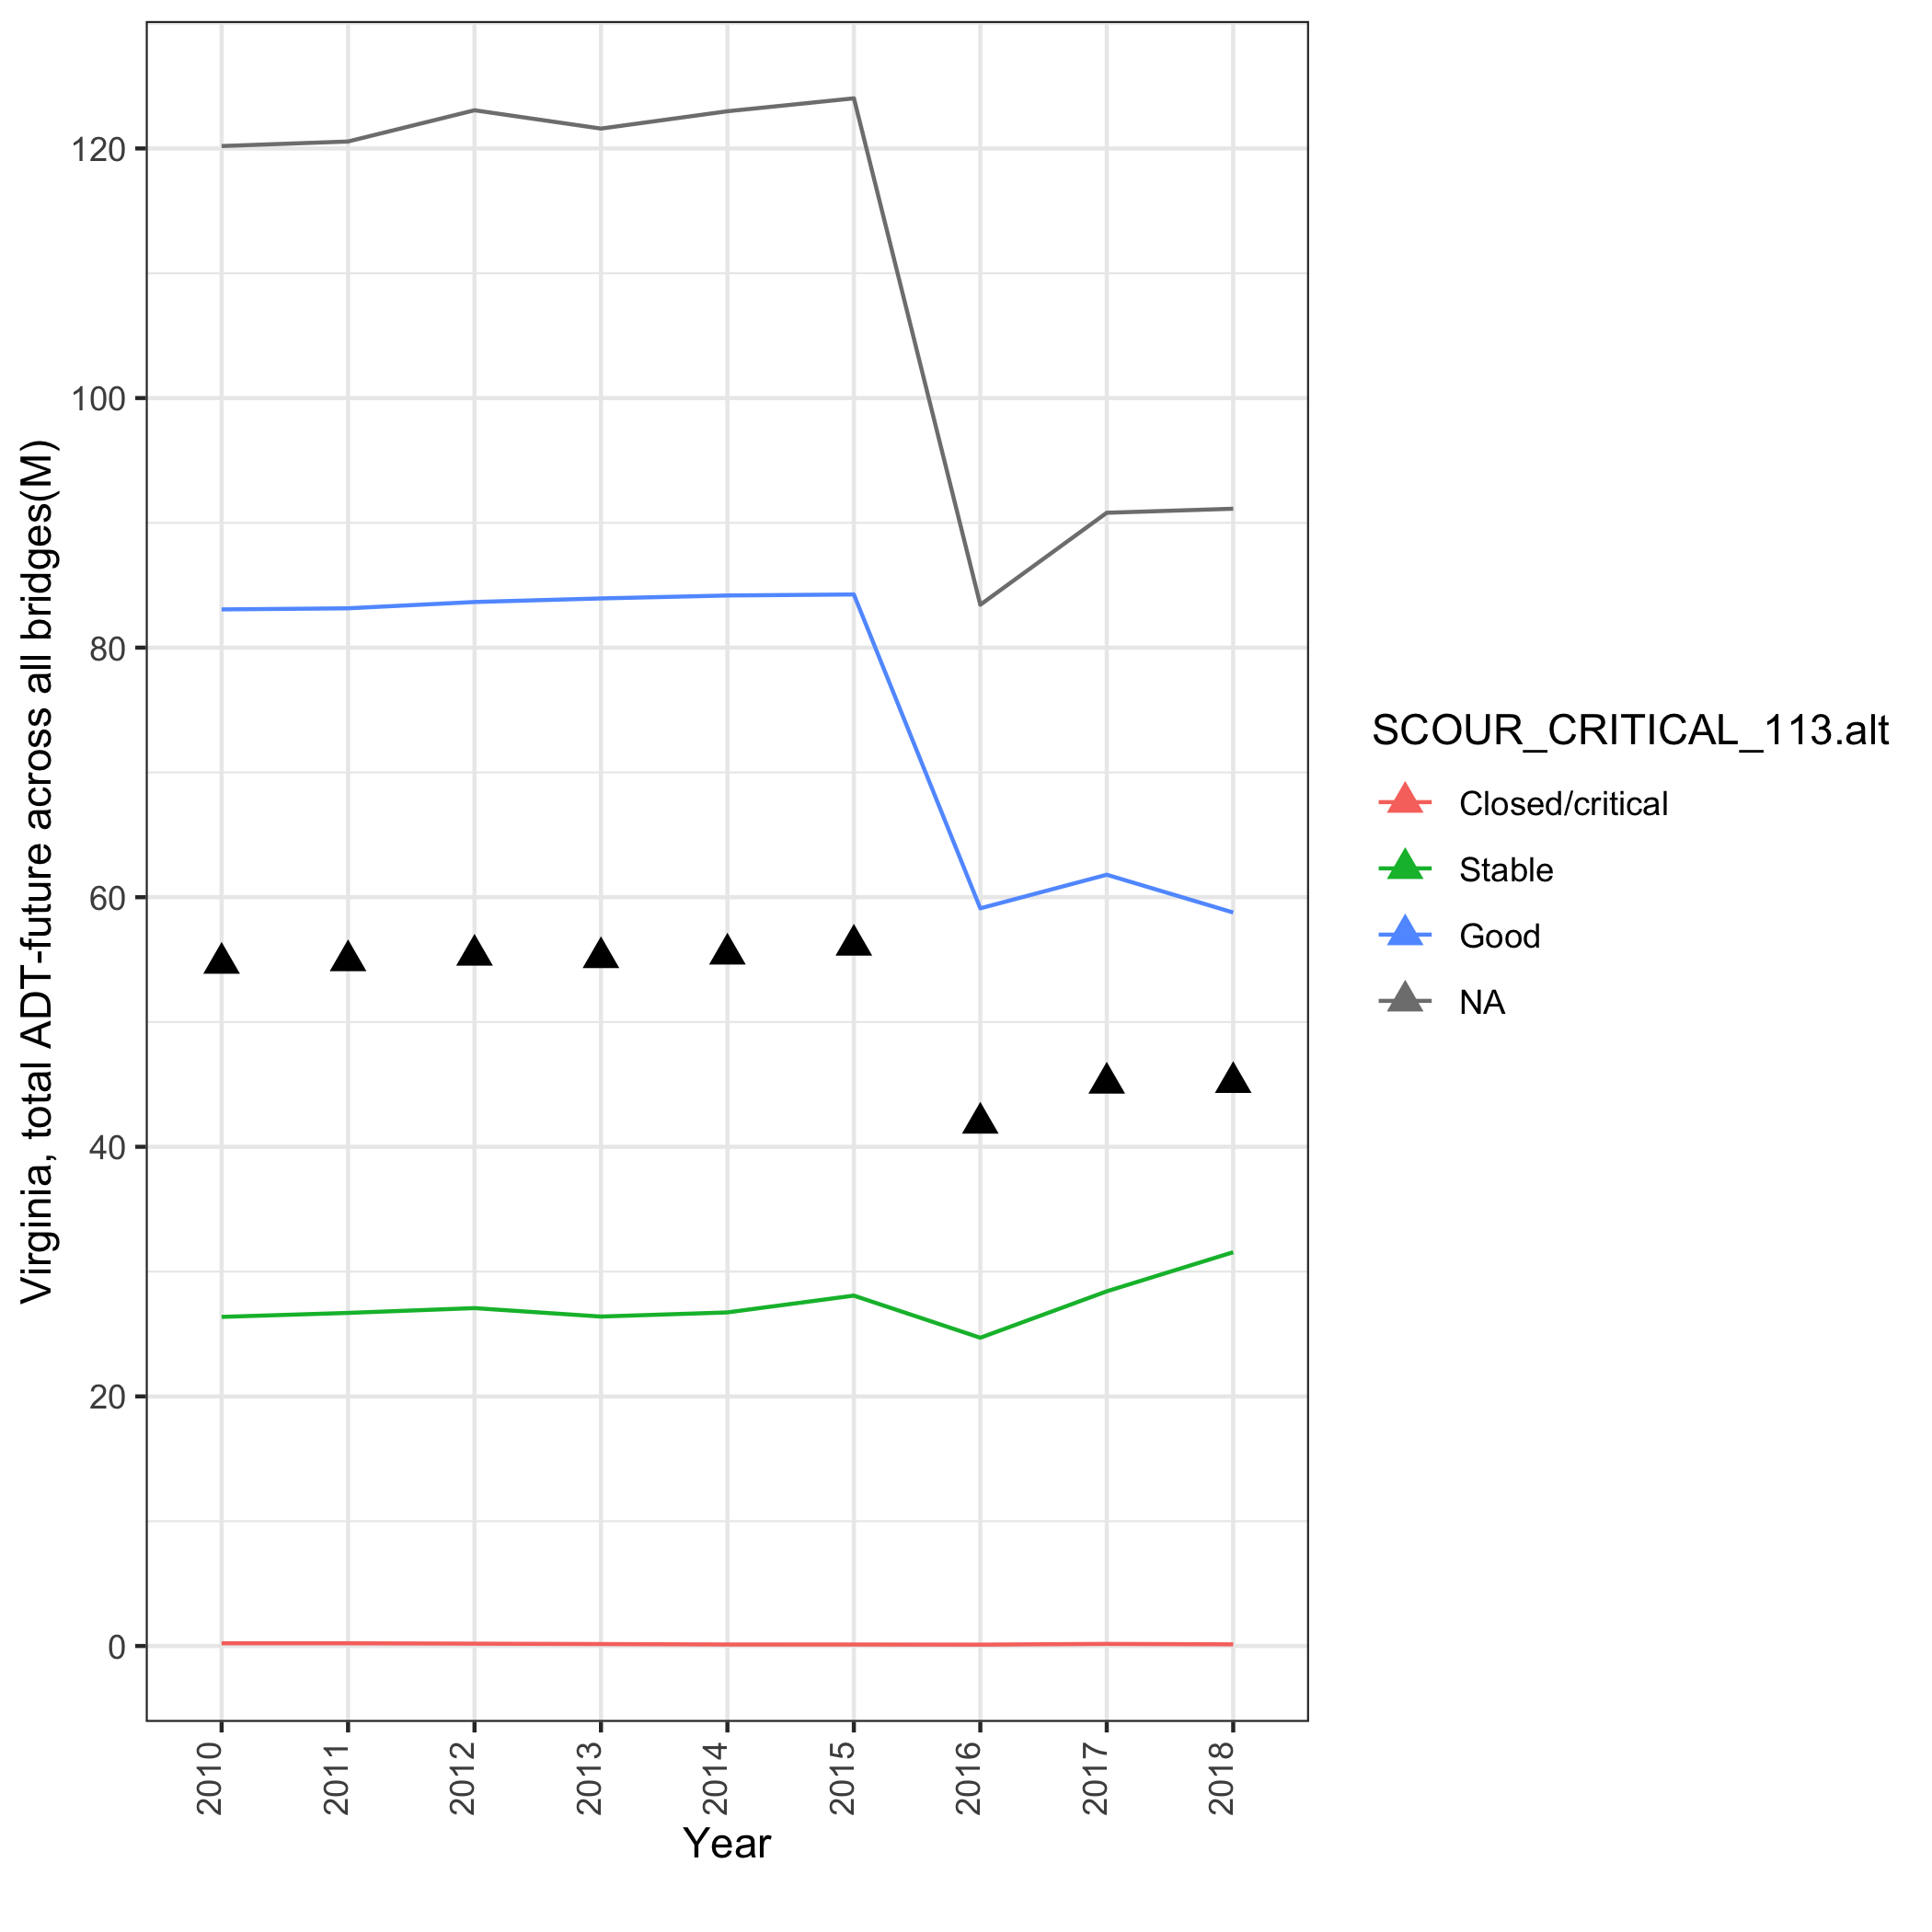 Virginia, total ADT-future across all bridges(M)
120
100
80
60
40
20
0
2010
2011
2012
2013
2014
2015
2016
2017
2018
Year
SCOUR_CRITICAL_113.alt
Closed/critical
Stable
Good
NA